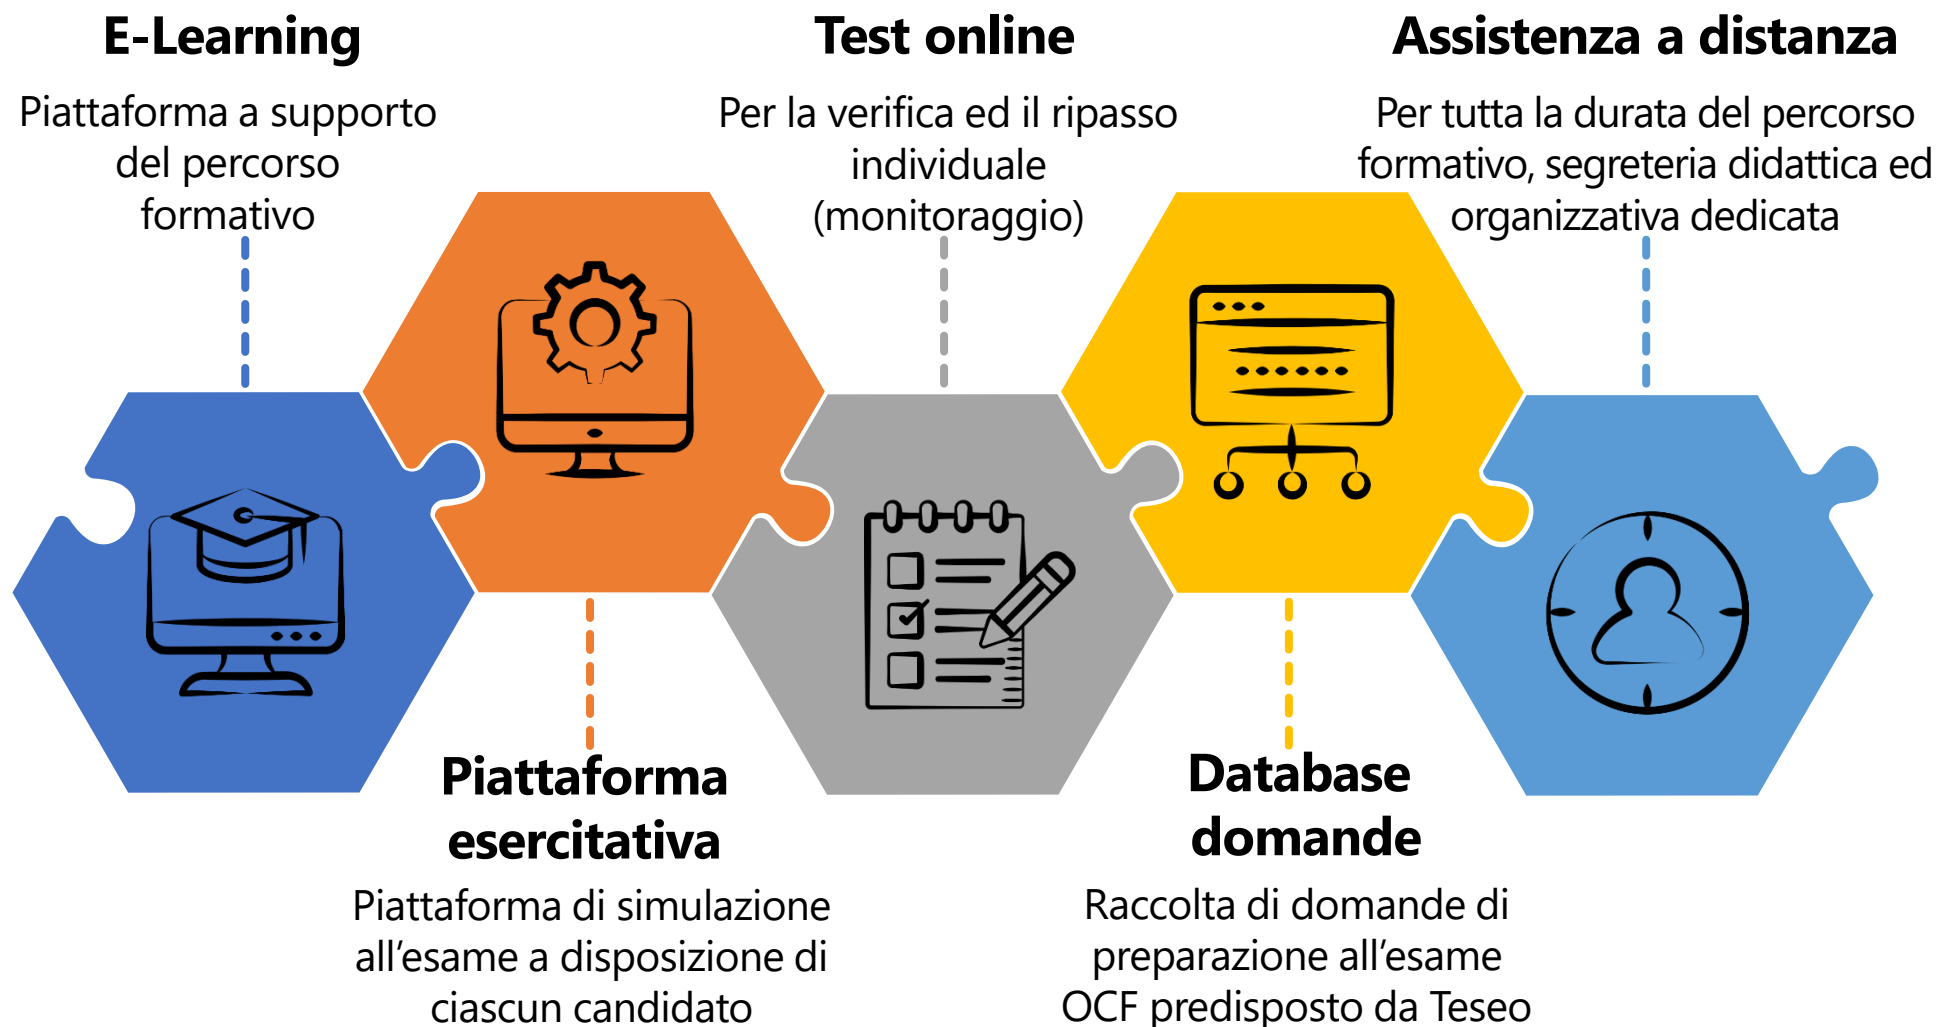 E-Learning
Piattaforma a supporto
del percorso
formativo
Test online
Per la verifica ed il ripasso
individuale
(monitoraggio)
Assistenza a distanza
Per tutta la durata del percorso
formativo, segreteria didattica ed
organizzativa dedicata
Piattaforma
esercitativa
Piattaforma di simulazione
all’esame a disposizione di
ciascun candidato
Database
domande
Raccolta di domande di
preparazione all’esame
OCF predisposto da Teseo